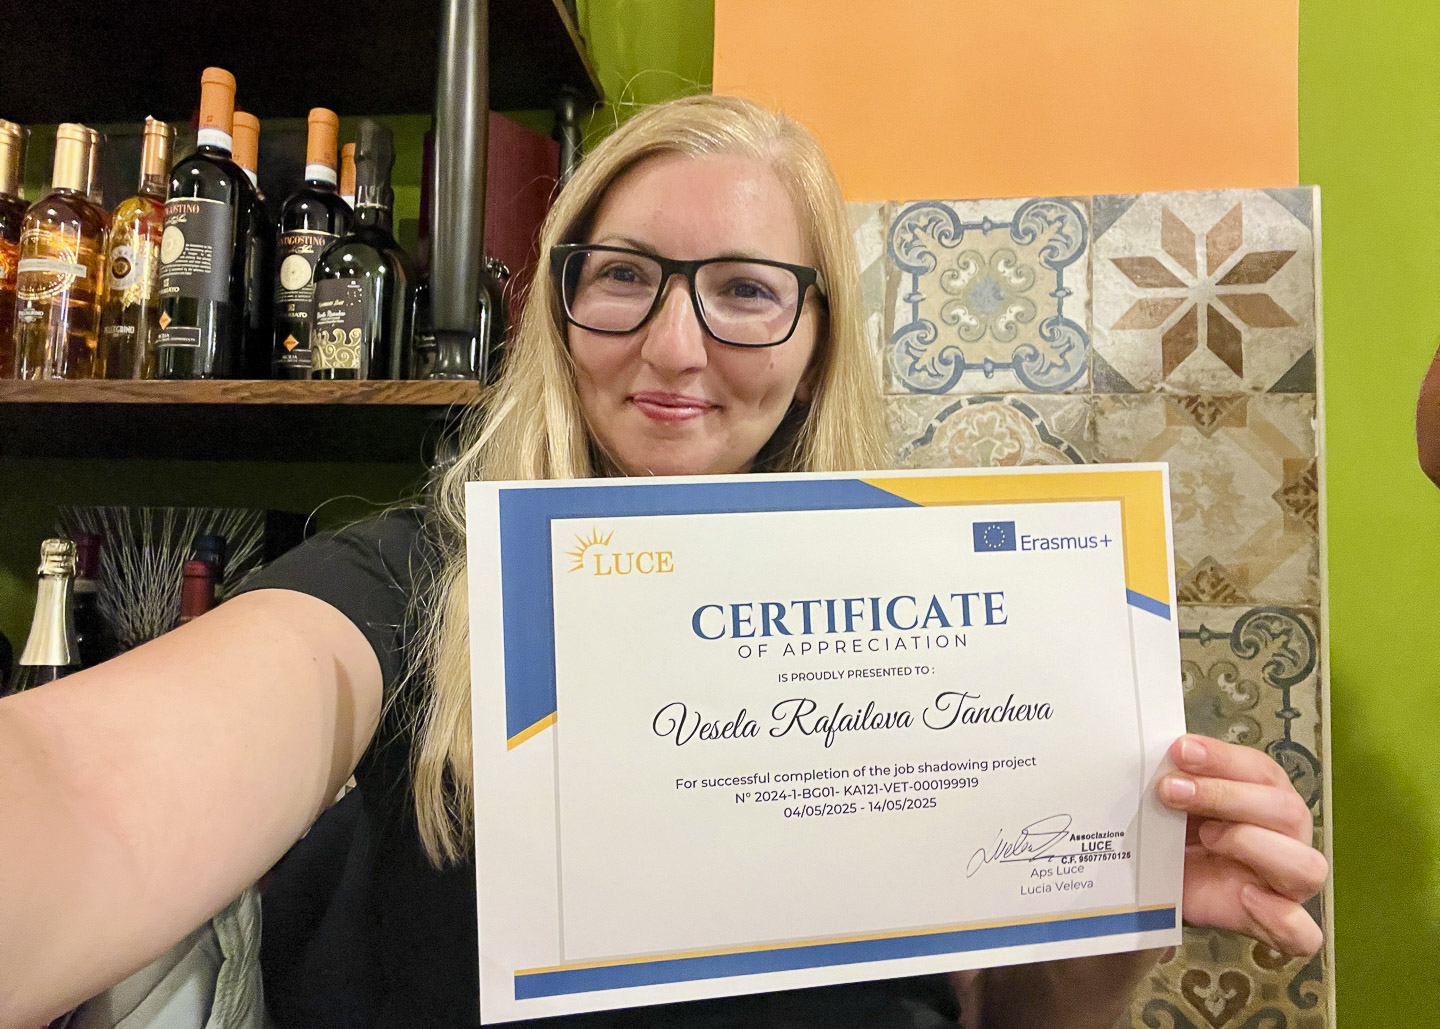 LUCE
Erasmus+
CERTIFICATE
OF APPRECIATION
IS PROUDLY PRESENTED TO :
Vesela Rafailova Tancheva
For successful completion of the job shadowing project
Nº 2024-1-BG01- KA121-VET-000199919
04/05/2025 - 14/05/2025
Associazione
LUCE
C.F. 95077570125
Aps Luce
Lucia Veleva